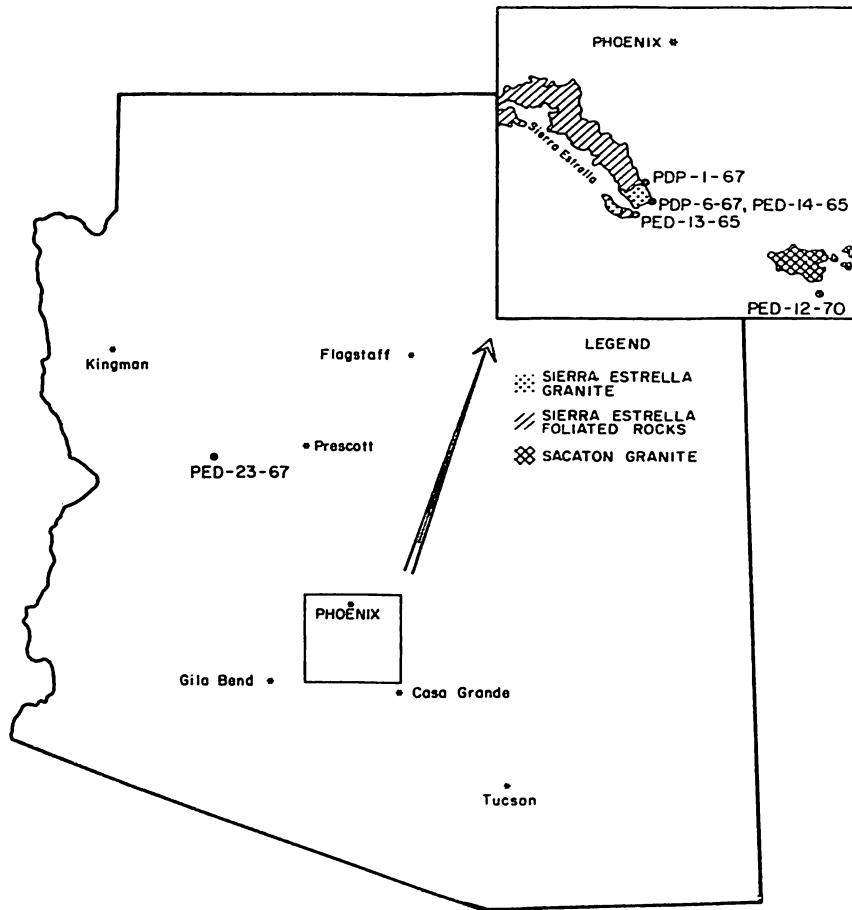 PHOENIX
Sierra Estrella
PDP-1-67
PDP-6-67, PED-14-65
PED-13-65
PED-12-70
LEGEND
SIERRA ESTRELLA
GRANITE
SIERRA ESTRELLA
FOLIATED ROCKS
SACATON GRANITE
Kingman
Flagstaff
Prescott
PED-23-67
PHOENIX
Gila Bend
Casa Grande
Tucson